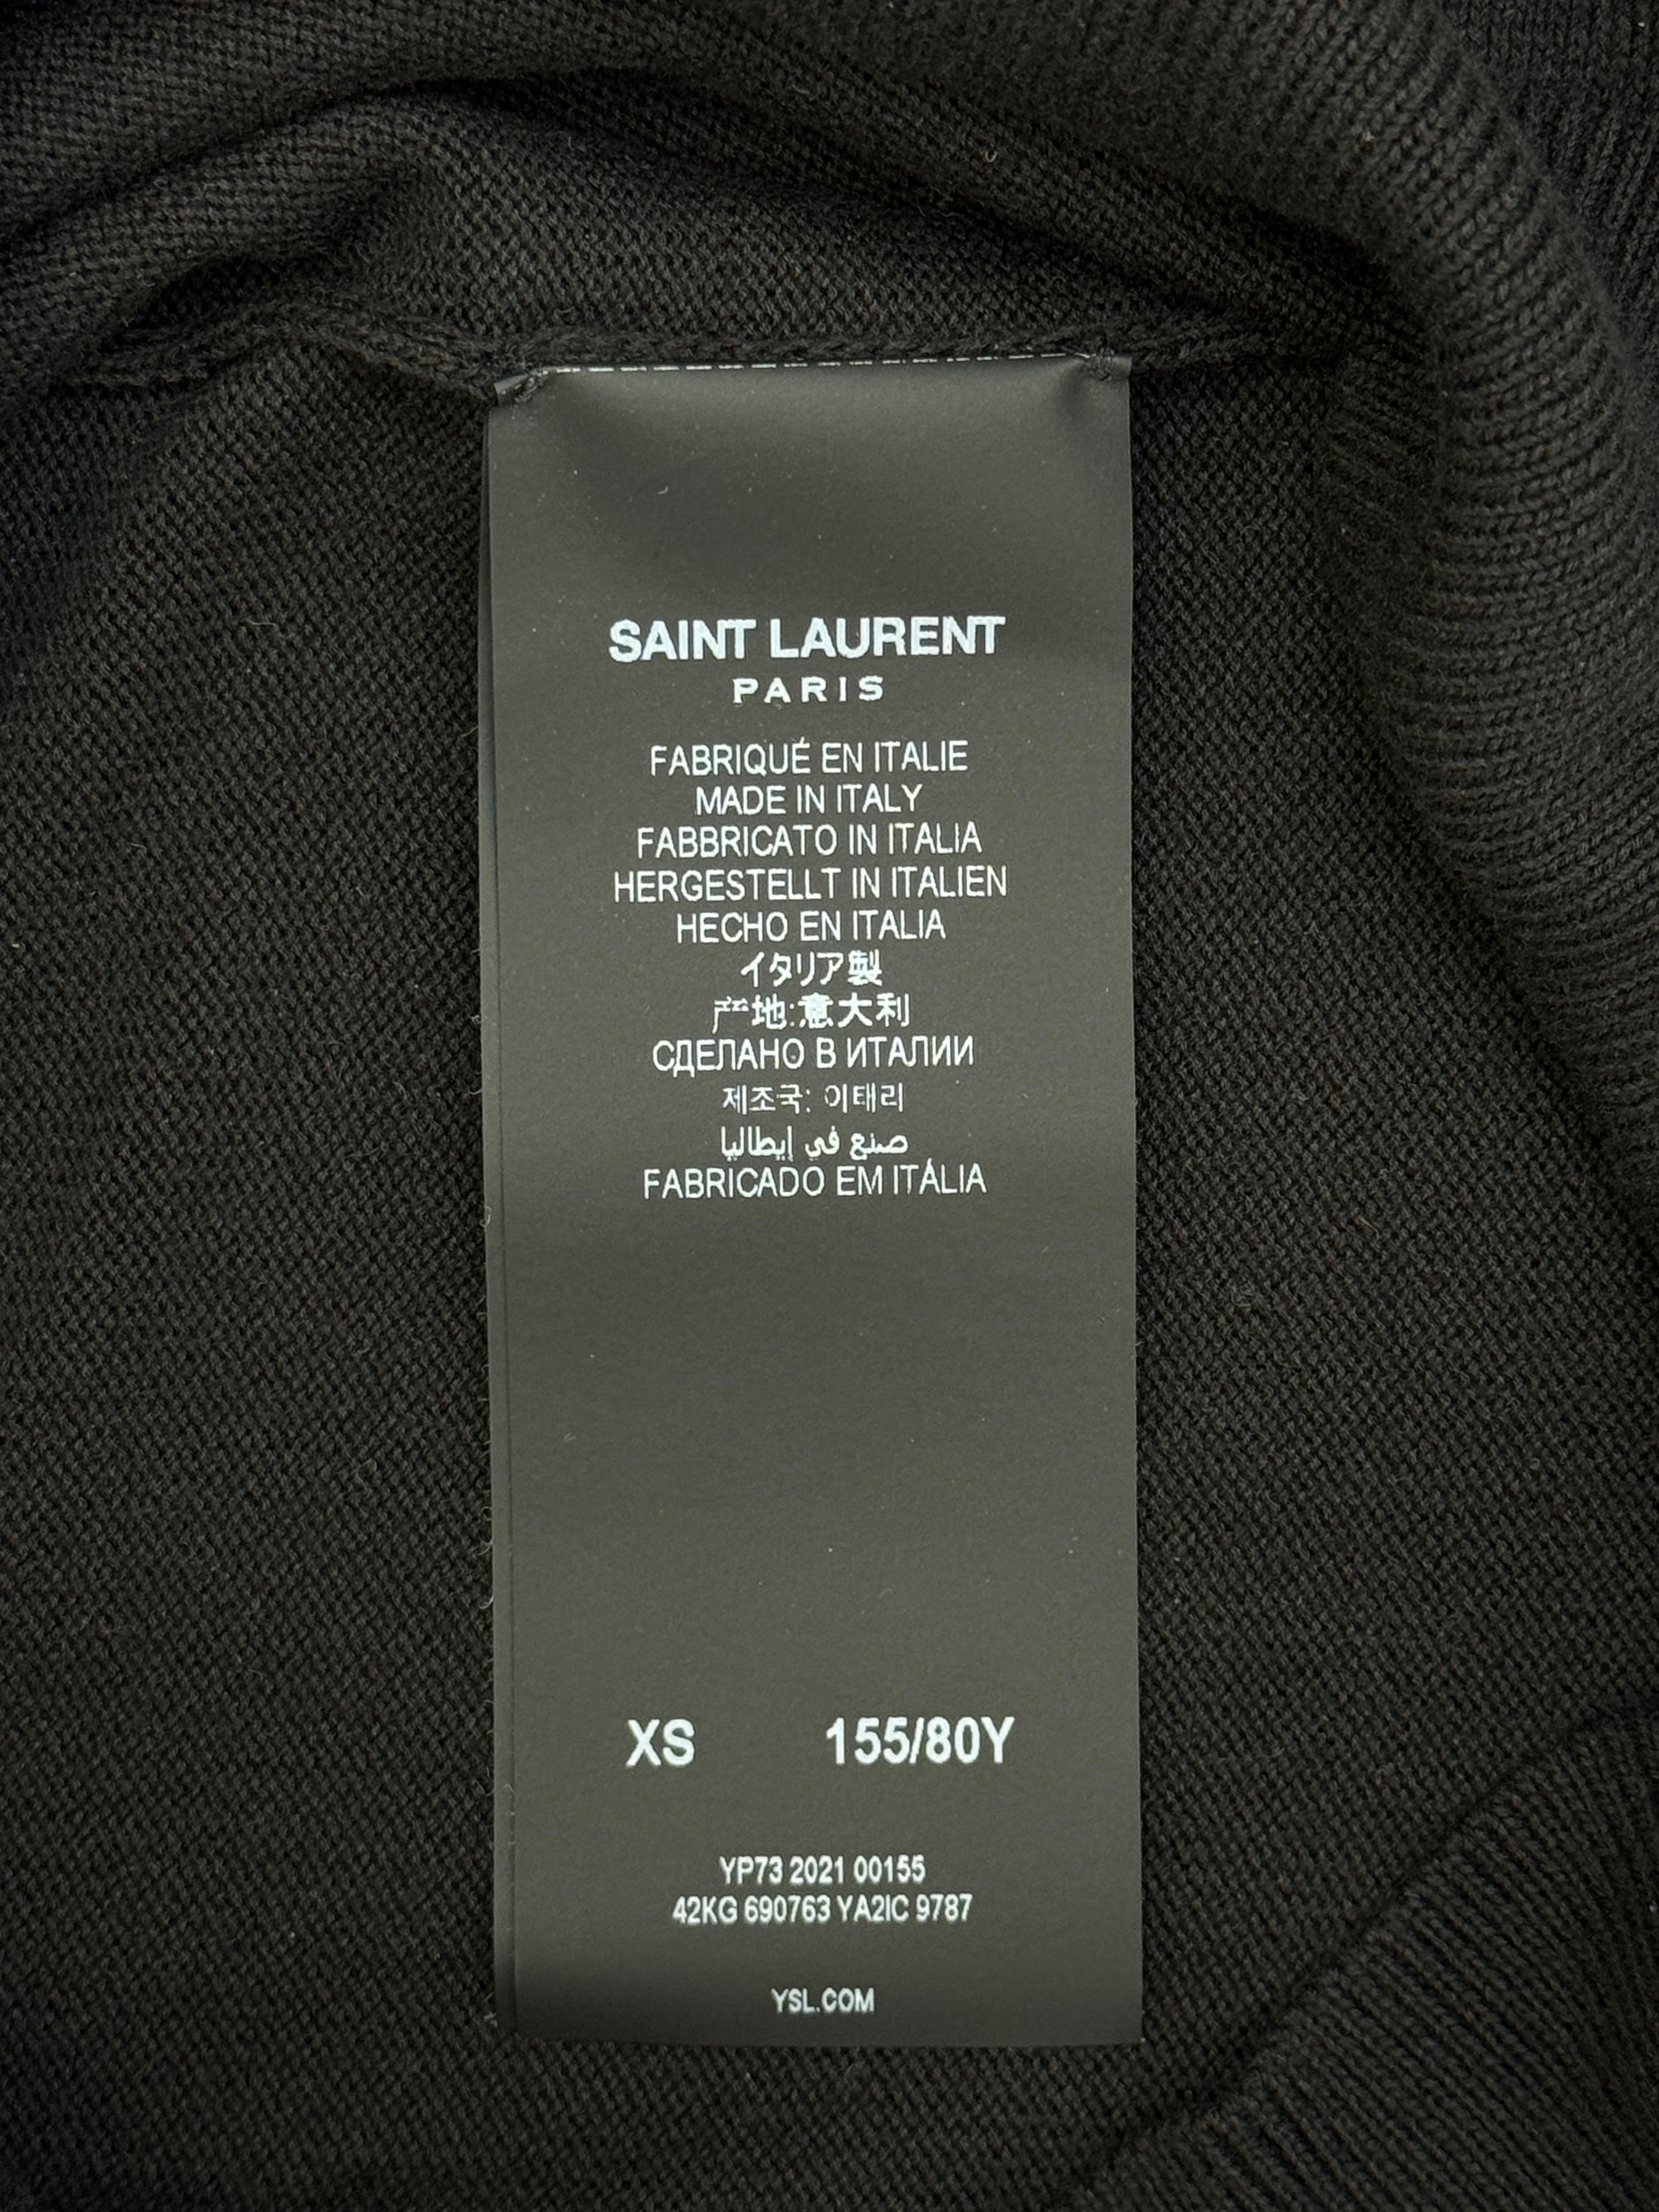 SAINT LAURENT
PARIS
FABRIQUÉ EN ITALIE
MADE IN ITALY
FABBRICATO IN ITALIA
HERGESTELLT IN ITALIEN
HECHO EN ITALIA
イタリア製
产地:意大利
СДЕЛАНО В ИТАЛИИ
제조국: 이태리
صنع في إيطاليا
FABRICADO EM ITÁLIA
XS 155/80Y
YP73 2021 00155
42KG 690763 YA2IC 9787
YSL.COM